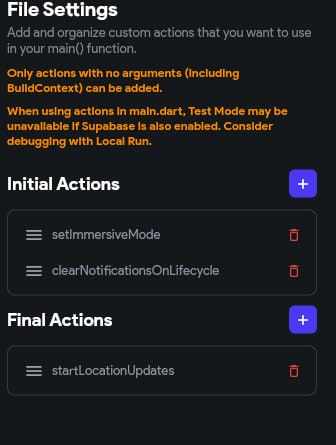 File Settings
Add and organize custom actions that you want to use
in your main() function.
Only actions with no arguments (including
BuildContext) can be added.
When using actions in main.dart, Test Mode may be
unavailable if Supabase is also enabled. Consider
debugging with Local Run.
Initial Actions
setImmersiveMode
clearNotificationsOnLifecycle
Final Actions
startLocationUpdates